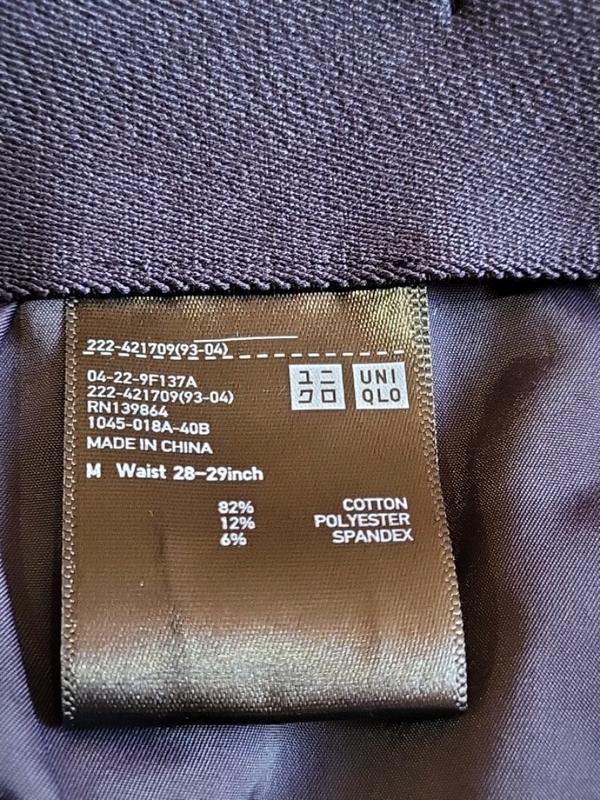 222-421709(93-04)
ユニ
クロ
UNI
QLO
04-22-9F137A
222-421709(93-04)
RN139864
1045-018A-40B
MADE IN CHINA
M Waist 28-29inch
82% COTTON
12% POLYESTER
6% SPANDEX